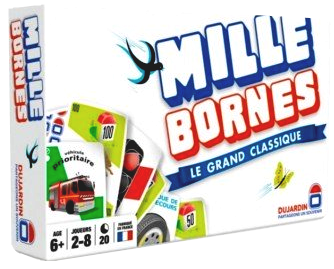 MILLE
BORNES
LE GRAND CLASSIQUE
MILLE
BORNES
100
véhicule
prioritaire
50
DUJARDIN
PARTAGEONS UN SOUVENIR
DUJARDIN
AGE
6+
JOUEURS
2-8
20
FABRIQUÉ
EN FRANCE